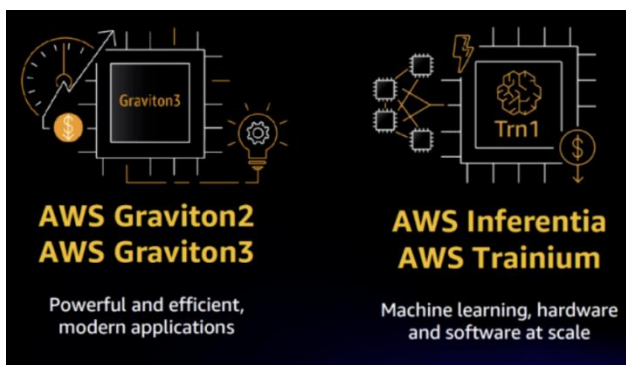 Graviton3
AWS Graviton2
AWS Graviton3
Powerful and efficient,
modern applications
$
Trn1
$
AWS Inferentia
AWS Trainium
Machine learning, hardware
and software at scale